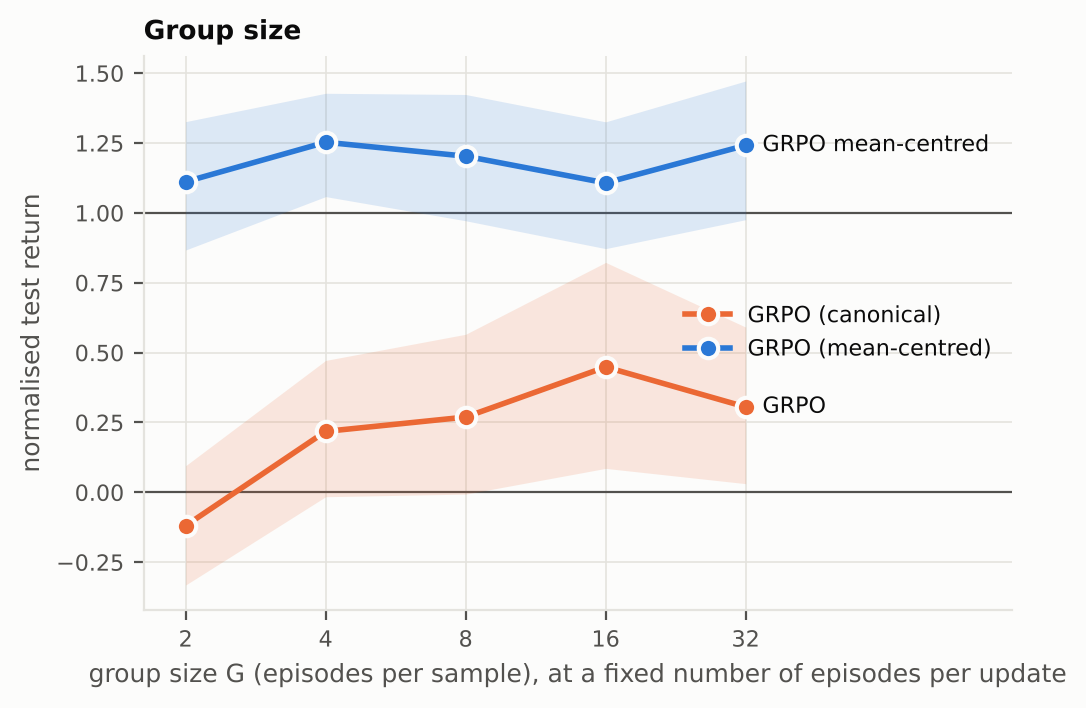 Group size
normalised test return
1.50
1.25
1.00
0.75
0.50
0.25
0.00
−0.25
GRPO mean-centred
GRPO (canonical)
GRPO (mean-centred)
GRPO
2 4 8 16 32
group size G (episodes per sample), at a fixed number of episodes per update